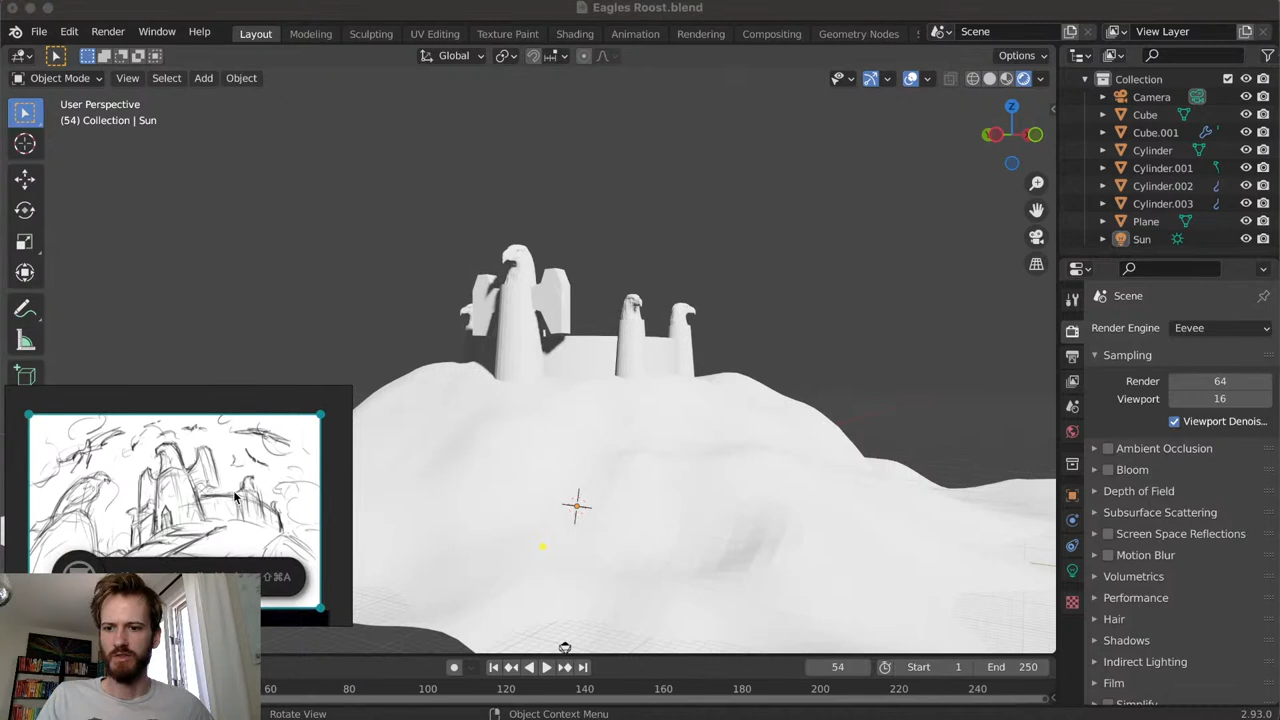 Eagles Roost.blend
File Edit Render Window Help
Layout Modeling Sculpting UV Editing Texture Paint Shading Animation Rendering Compositing Geometry Nodes
Scene
View Layer
Global
Options
Object Mode View Select Add Object
User Perspective
(54) Collection | Sun
Z
Collection
Camera
Cube
Cube.001
Cylinder
Cylinder.001
Cylinder.002
Cylinder.003
Plane
Sun
Scene
Render Engine Eevee
Sampling
Render 64
Viewport 16
Viewport Denois...
Ambient Occlusion
Bloom
Depth of Field
Subsurface Scattering
Screen Space Reflections
Motion Blur
Volumetrics
Performance
Hair
Shadows
Indirect Lighting
Film
Simplify
⇧⌘A
54 Start 1 End 250
60 80 100 120 140 160 180 200 220 240
Rotate View
Object Context Menu
2.93.0